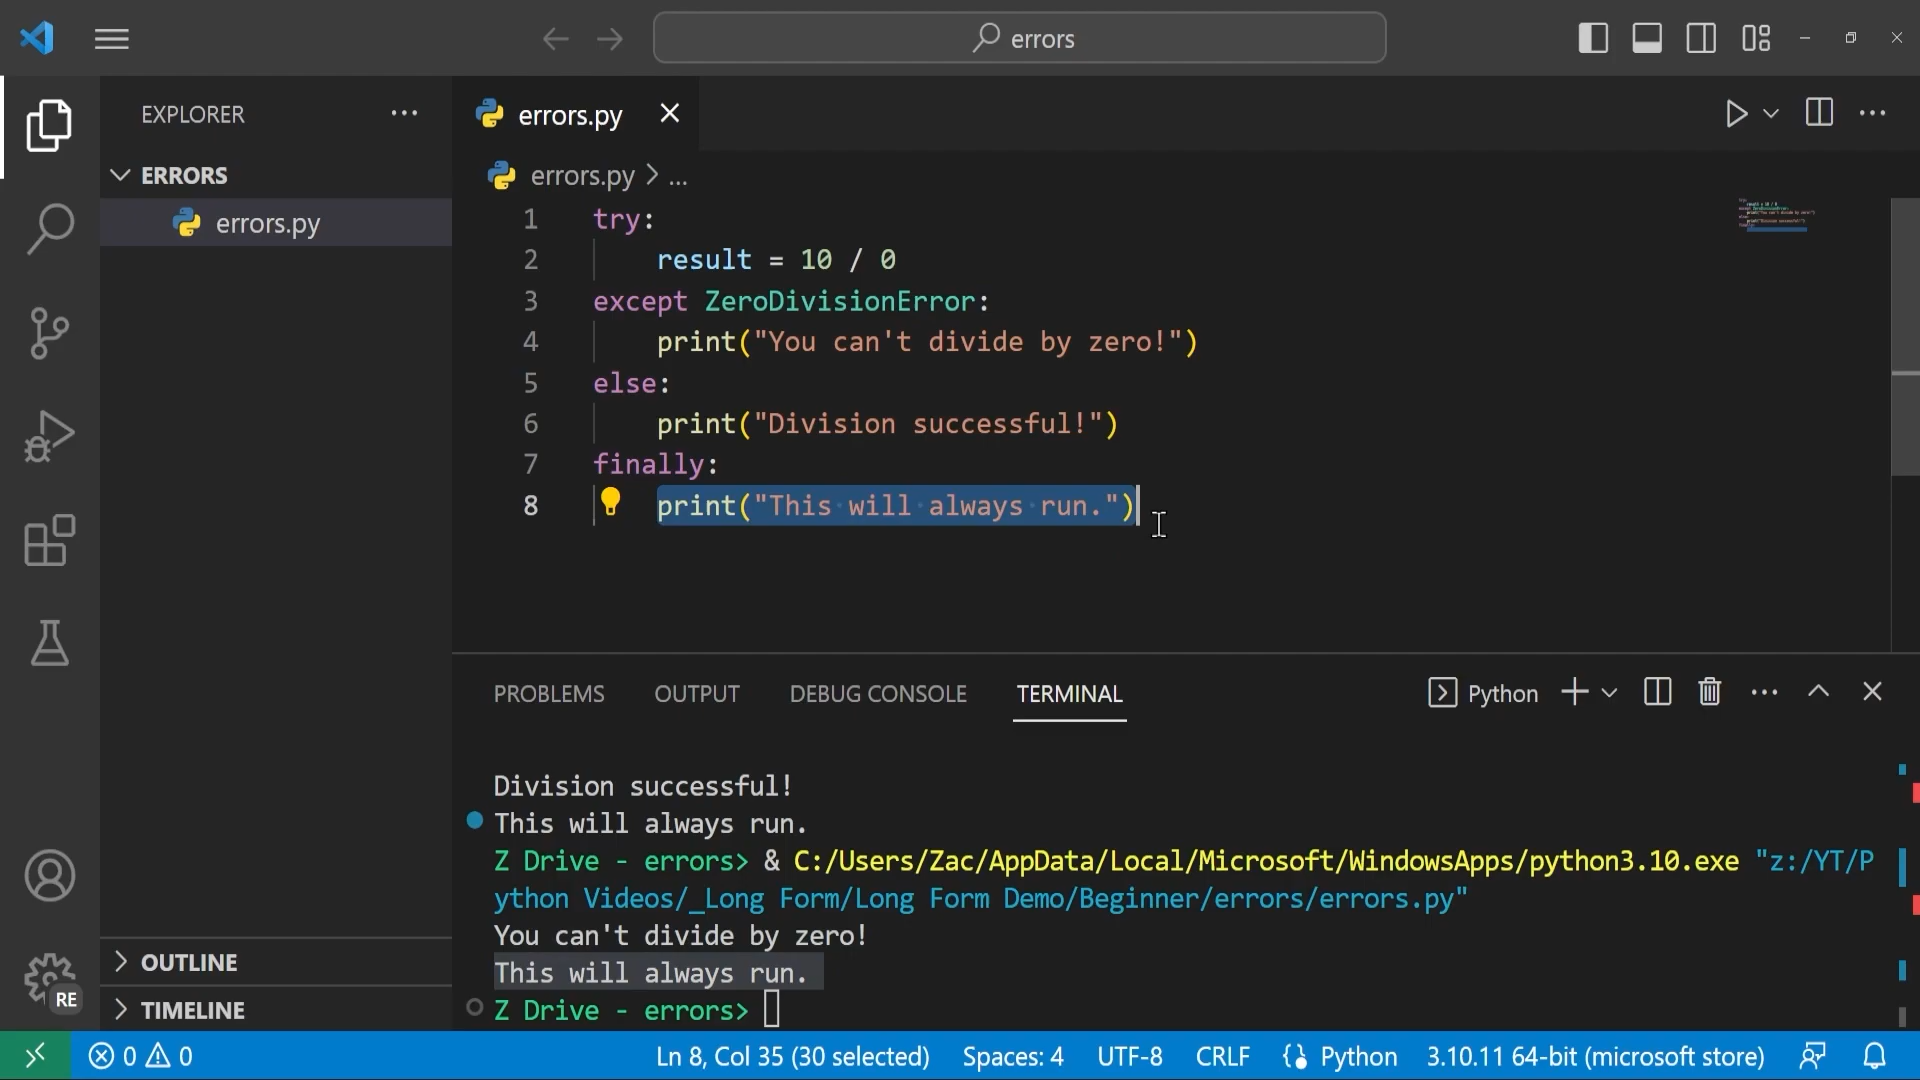 errors
EXPLORER
ERRORS
errors.py
OUTLINE
TIMELINE
RE
errors.py
errors.py > ...
1 try:
2     result = 10 / 0
3 except ZeroDivisionError:
4     print("You can't divide by zero!")
5 else:
6     print("Division successful!")
7 finally:
8     print("This will always run.")
PROBLEMS OUTPUT DEBUG CONSOLE TERMINAL Python
Division successful!
This will always run.
Z Drive - errors> & C:/Users/Zac/AppData/Local/Microsoft/WindowsApps/python3.10.exe "z:/YT/P
ython Videos/_Long Form/Long Form Demo/Beginner/errors/errors.py"
You can't divide by zero!
This will always run.
Z Drive - errors>
0 0 Ln 8, Col 35 (30 selected) Spaces: 4 UTF-8 CRLF Python 3.10.11 64-bit (microsoft store)